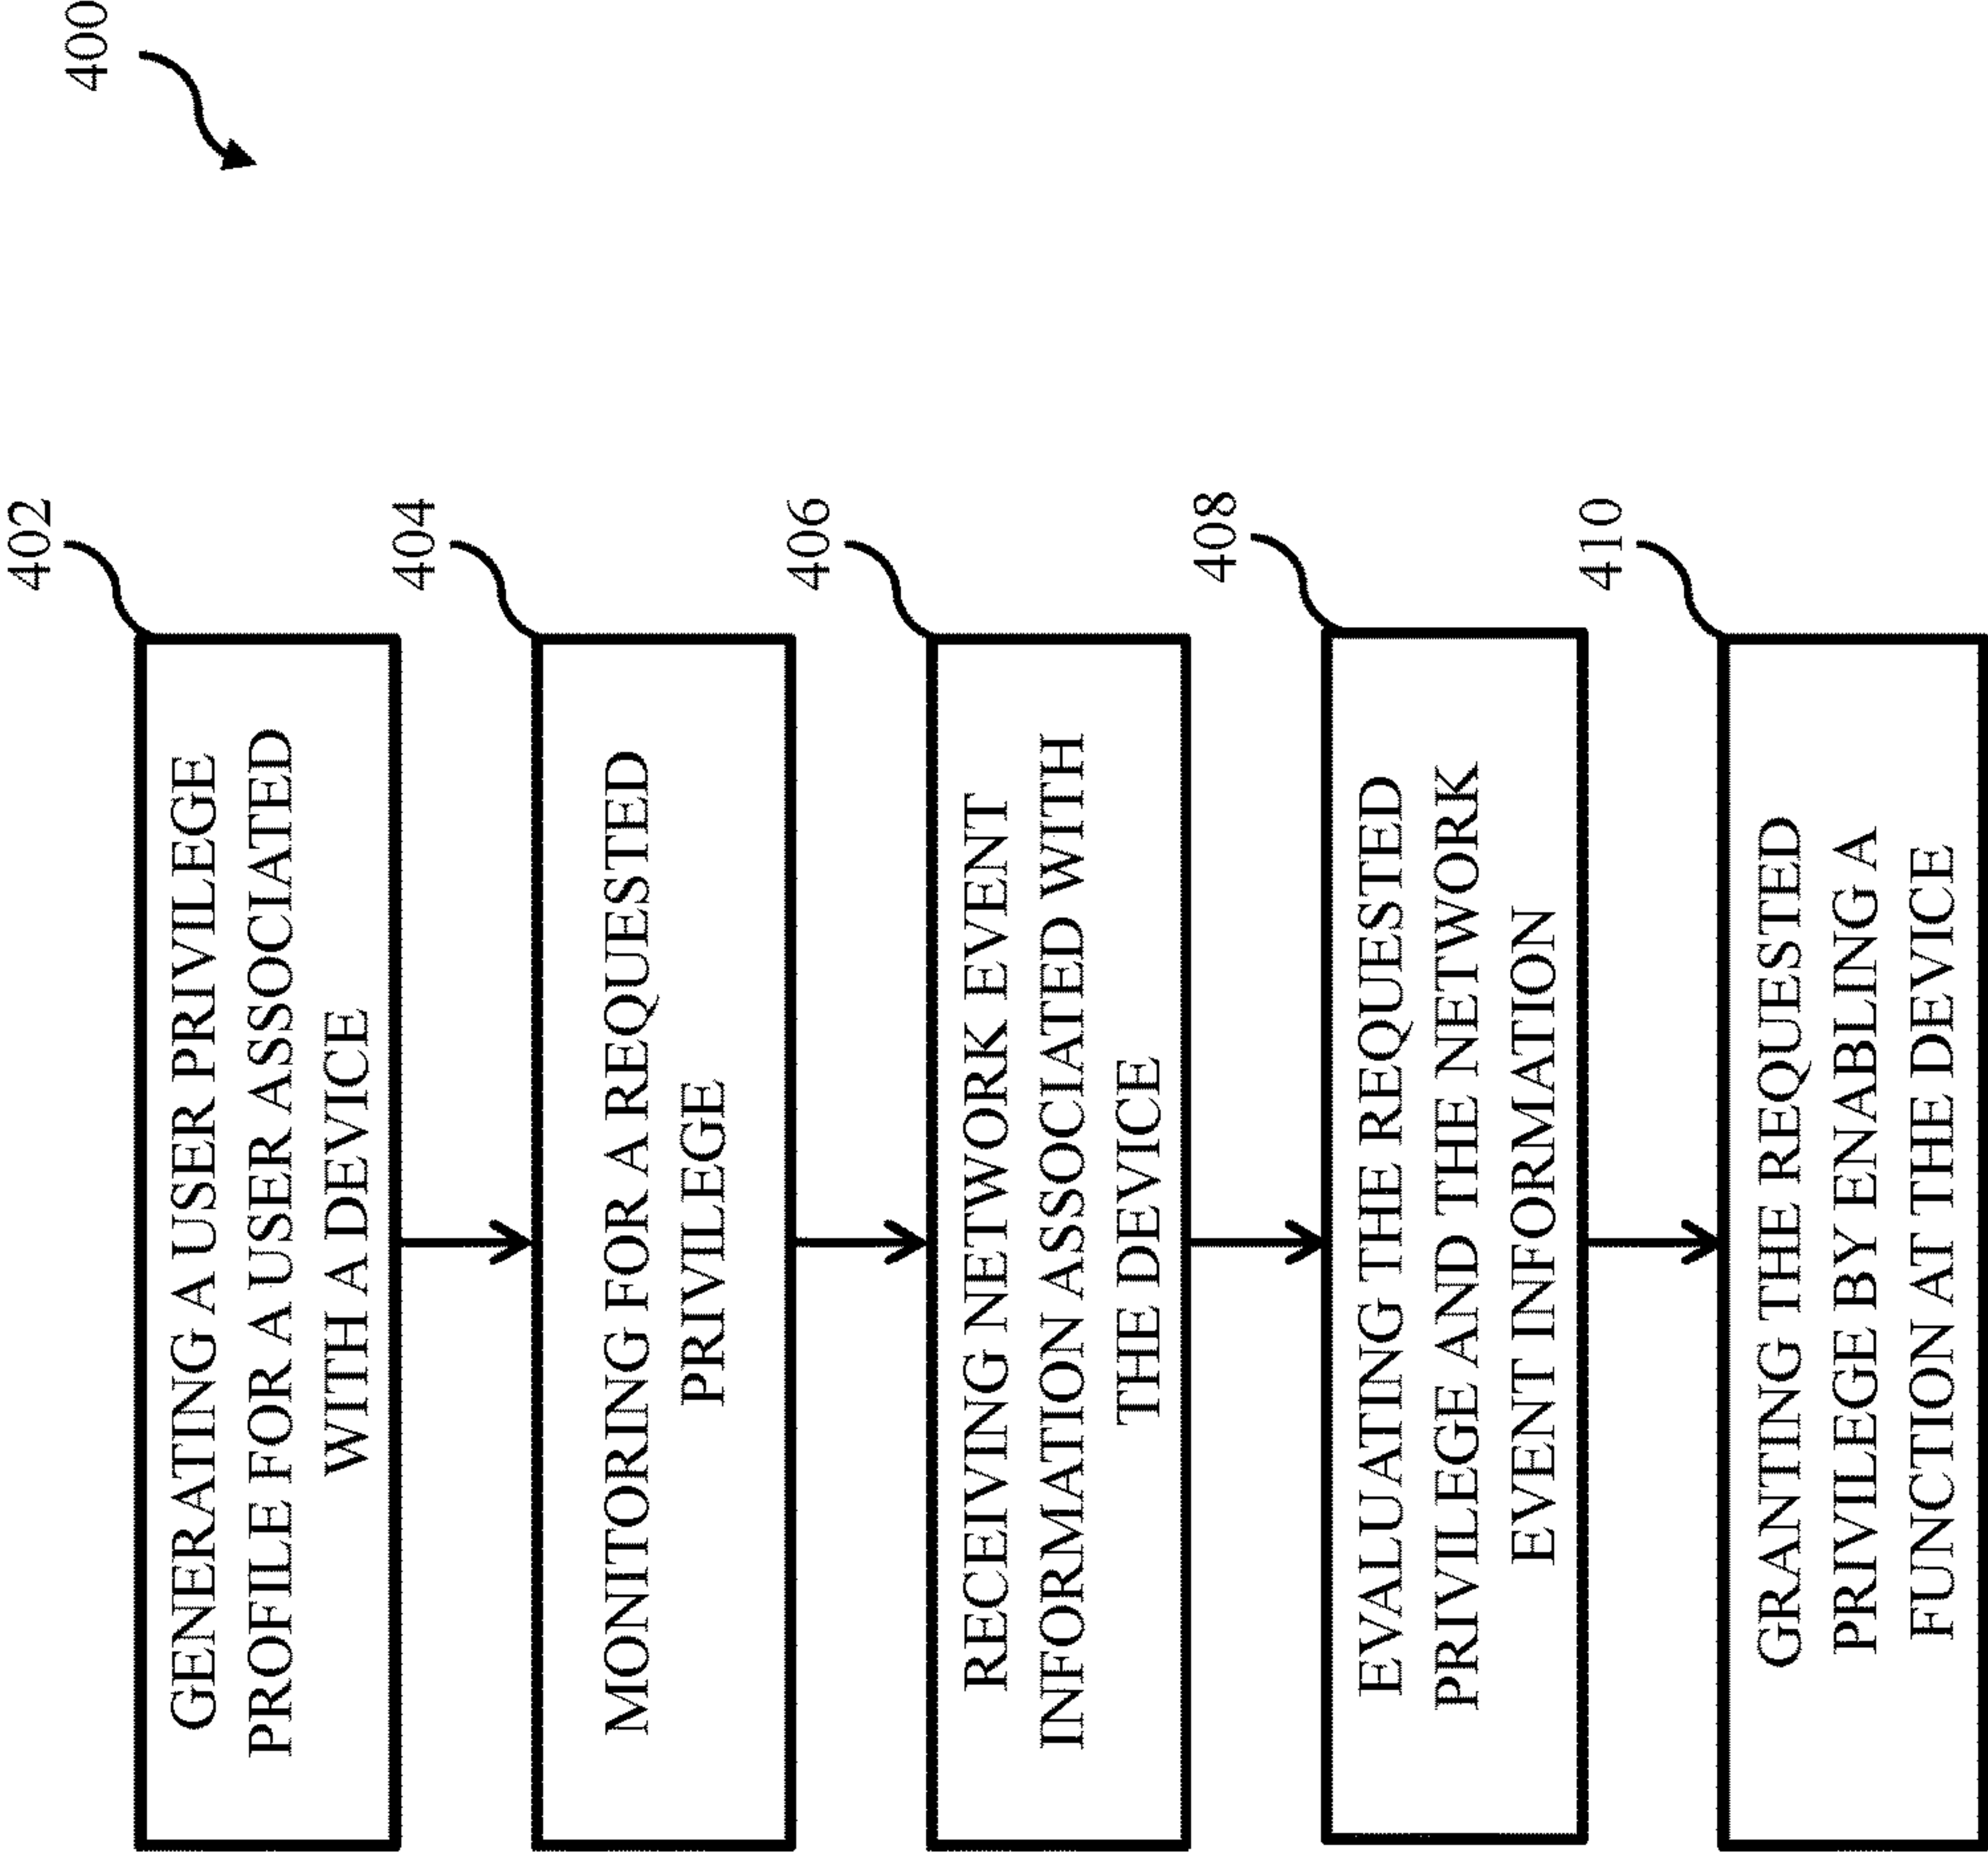 400
402
GENERATING A USER PRIVILEGE
PROFILE FOR A USER ASSOCIATED
WITH A DEVICE
404
MONITORING FOR A REQUESTED
PRIVILEGE
406
RECEIVING NETWORK EVENT
INFORMATION ASSOCIATED WITH
THE DEVICE
408
EVALUATING THE REQUESTED
PRIVILEGE AND THE NETWORK
EVENT INFORMATION
410
GRANTING THE REQUESTED
PRIVILEGE BY ENABLING A
FUNCTION AT THE DEVICE